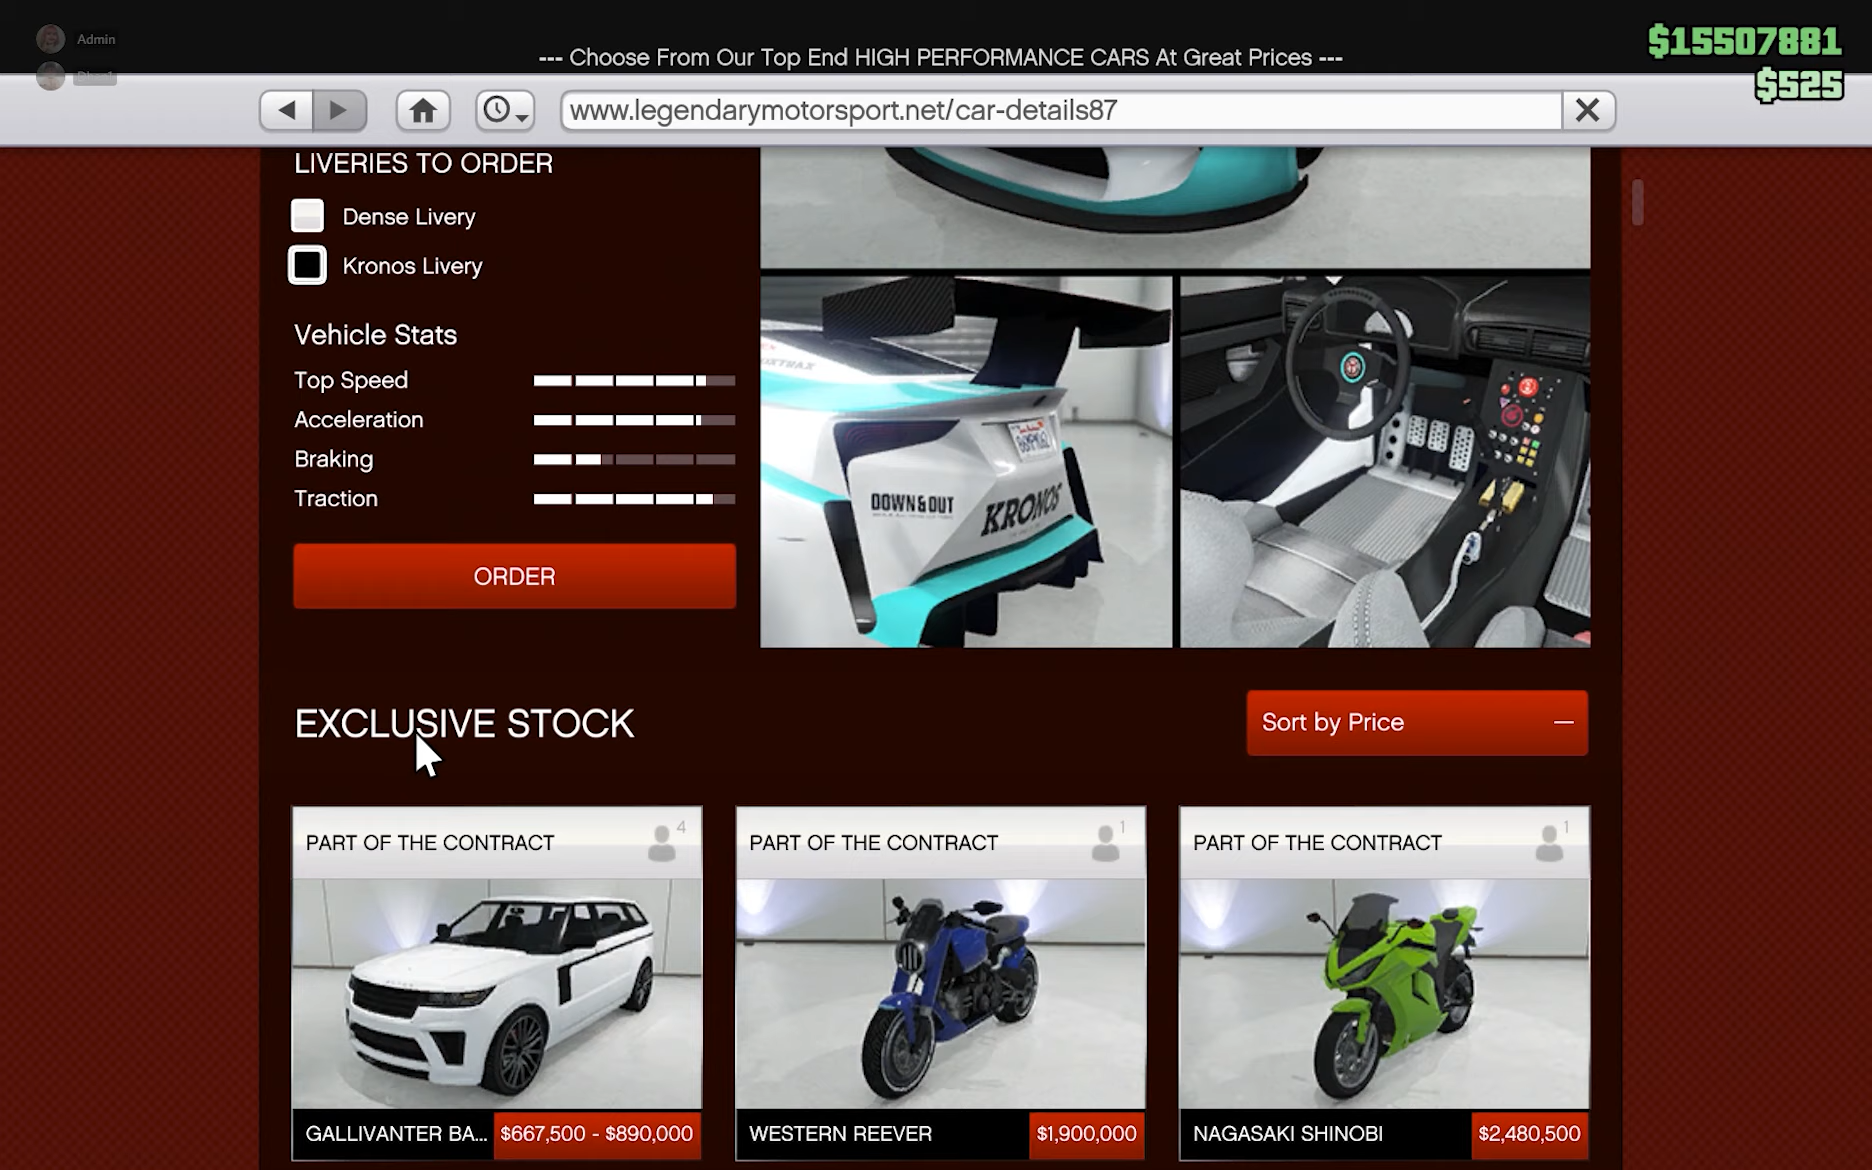 Admin
--- Choose From Our Top End HIGH PERFORMANCE CARS At Great Prices ---
$15507881
$525
www.legendarymotorsport.net/car-details87
LIVERIES TO ORDER
Dense Livery
Kronos Livery
Vehicle Stats
Top Speed
Acceleration
Braking
Traction
ORDER
DOWN&OUT
KRONOS
EXCLUSIVE STOCK
Sort by Price
PART OF THE CONTRACT 4
PART OF THE CONTRACT 1
PART OF THE CONTRACT 1
GALLIVANTER BA... $667,500 - $890,000
WESTERN REEVER $1,900,000
NAGASAKI SHINOBI $2,480,500